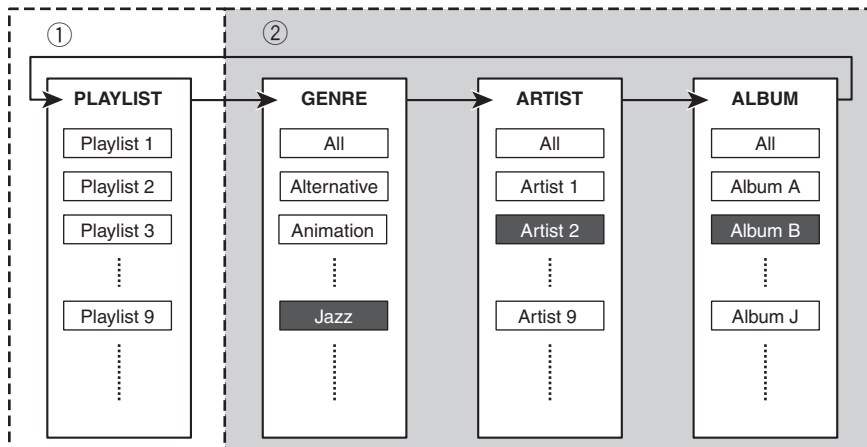 ① ②
PLAYLIST GENRE ARTIST ALBUM
Playlist 1 All All All
Playlist 2 Alternative Artist 1 Album A
Playlist 3 Animation Artist 2 Album B
Playlist 9 Jazz Artist 9 Album J